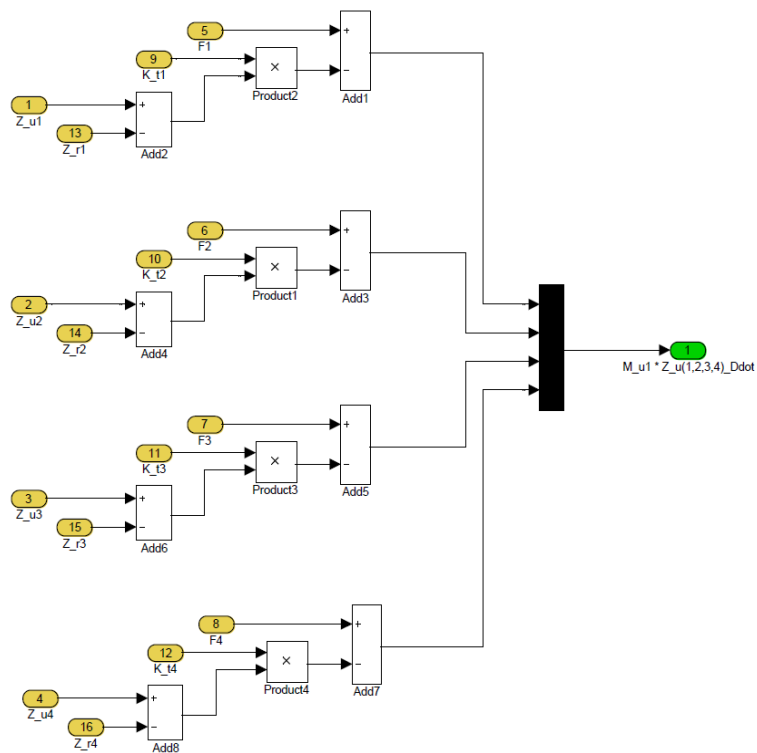 5
F1
9
K_t1
×
Product2
+
−
Add1
1
Z_u1
13
Z_r1
+
−
Add2
6
F2
10
K_t2
×
Product1
+
−
Add3
2
Z_u2
14
Z_r2
+
−
Add4
1
M_u1 * Z_u(1,2,3,4)_Ddot
7
F3
11
K_t3
×
Product3
+
−
Add5
3
Z_u3
15
Z_r3
+
−
Add6
8
F4
12
K_t4
×
Product4
+
−
Add7
4
Z_u4
16
Z_r4
+
−
Add8